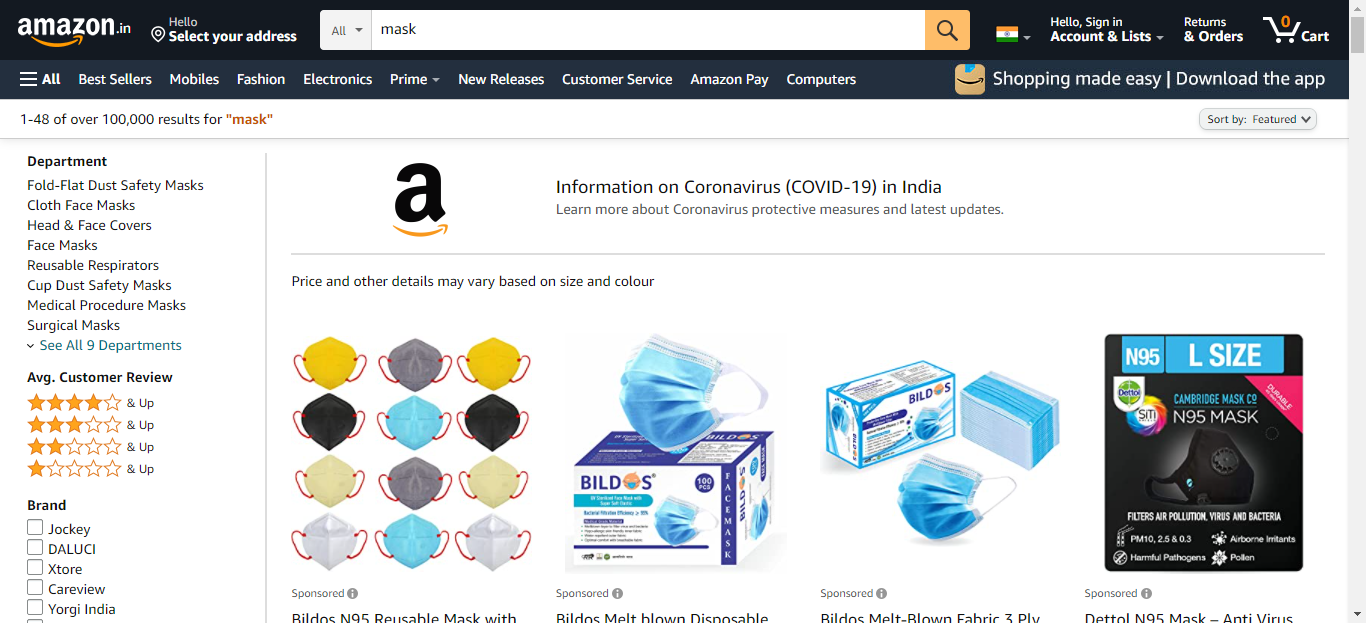 amazon.in
Hello
Select your address
All
mask
Hello, Sign in
Account & Lists
Returns
& Orders
0
Cart
All
Best Sellers
Mobiles
Fashion
Electronics
Prime
New Releases
Customer Service
Amazon Pay
Computers
Shopping made easy | Download the app
1-48 of over 100,000 results for "mask"
Sort by: Featured
Department
Fold-Flat Dust Safety Masks
Cloth Face Masks
Head & Face Covers
Face Masks
Reusable Respirators
Cup Dust Safety Masks
Medical Procedure Masks
Surgical Masks
See All 9 Departments
Avg. Customer Review
& Up
& Up
& Up
& Up
Brand
Jockey
DALUCI
Xtore
Careview
Yorgi India
a
Information on Coronavirus (COVID-19) in India
Learn more about Coronavirus protective measures and latest updates.
Price and other details may vary based on size and colour
BILDOS
100
PCS
FACE MASK
BILDOS
BILDOS
N95 L SIZE
Dettol
SiTi
DURABLE
CAMBRIDGE MASK CO
N95 MASK
FILTERS AIR POLLUTION, VIRUS AND BACTERIA
PM10, 2.5 & 0.3
Airborne Irritants
Harmful Pathogens
Pollen
Sponsored
Bildos N95 Reusable Mask with
Sponsored
Bildos Melt blown Disposable
Sponsored
Bildos Melt-Blown Fabric 3 Ply
Sponsored
Dettol N95 Mask – Anti Virus